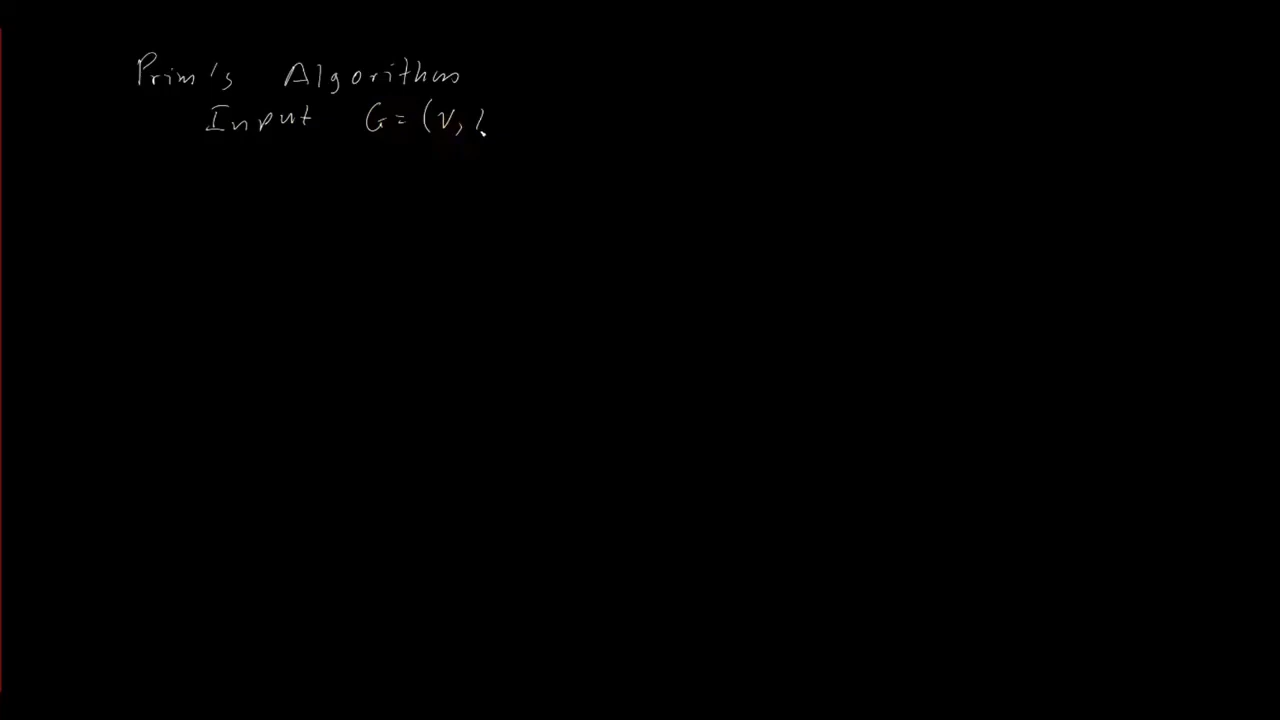 Prim's Algorithm
Input G = (V,